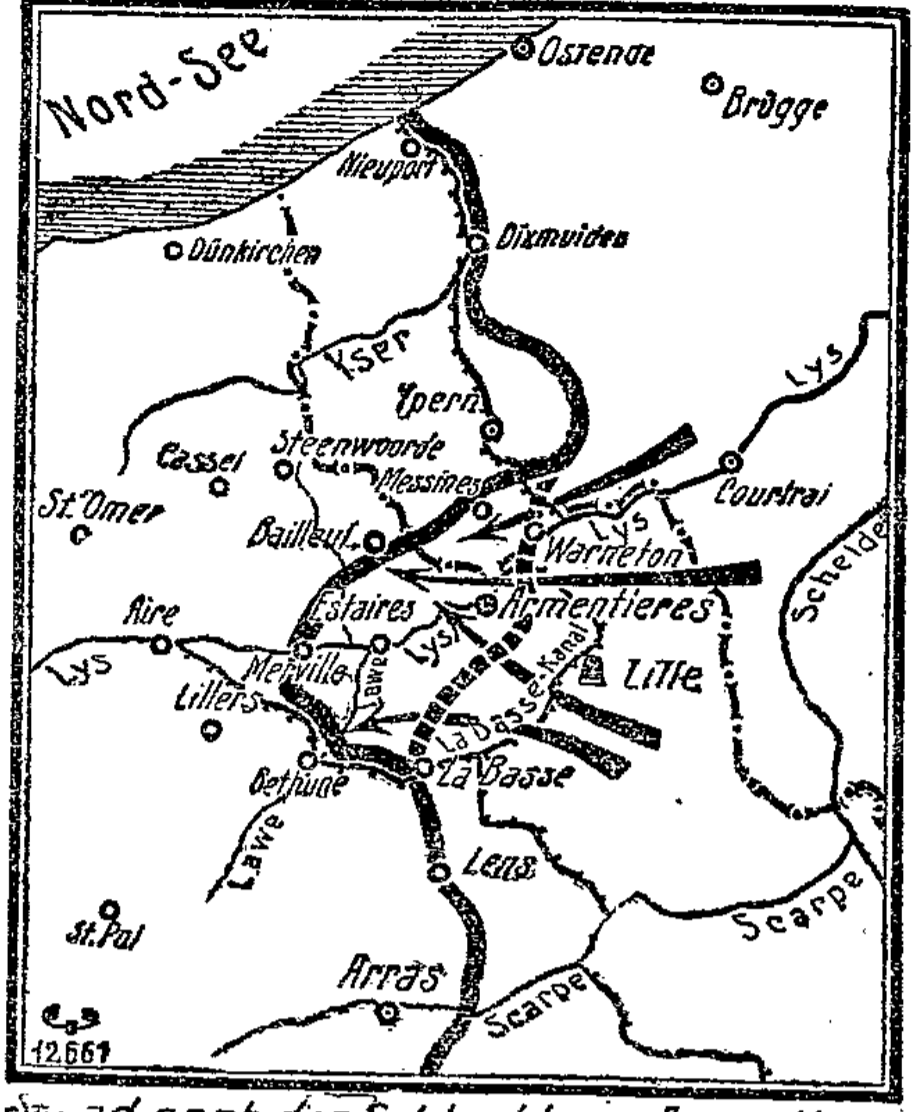 Nord-See
Ostende
Brügge
Nieuport
Dünkirchen
Dixmuiden
Yser
Ypern
Lys
Cassel
Steenwoorde
Messines
Courtrai
St. Omer
Bailleul
Lys
Warneton
Schelde
Aire
Estaires
Armentieres
Lys
Merville
Lawe
Lys
La Basse-Kanal
Lille
Lillers
Bethune
La Basse
Lawe
Lens
Scarpe
St. Pol
Arras
Scarpe
12661